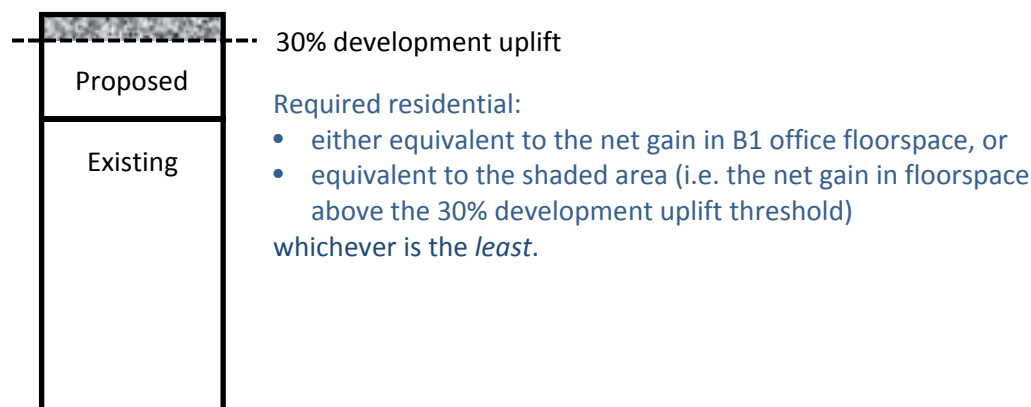 30% development uplift
Proposed
Existing
Required residential:
• either equivalent to the net gain in B1 office floorspace, or
• equivalent to the shaded area (i.e. the net gain in floorspace
above the 30% development uplift threshold)
whichever is the least.